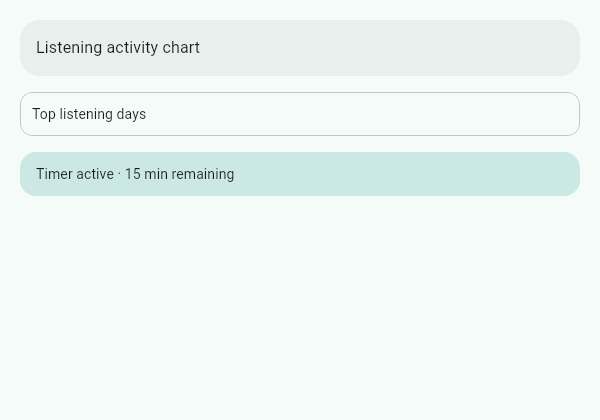 Listening activity chart
Top listening days
Timer active · 15 min remaining